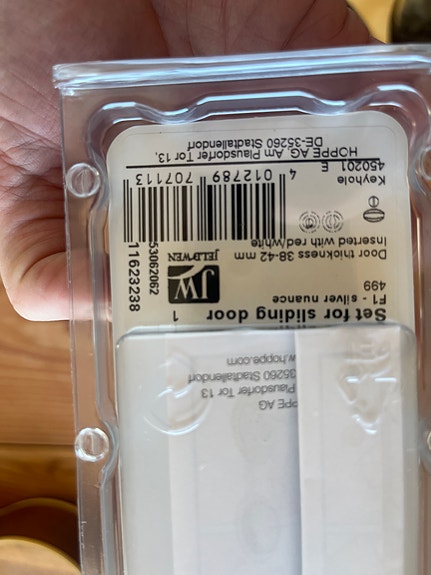 PPE AG
Plausdorfer Tor 13
35260 Stadtallendorf
w.hoppe.com
Set for sliding door 1
F1 - silver nuance
499
JW
JELD-WEN
Door thickness 38-42 mm
Inserted with red/white
Keyhole
450201 E
4 012789 707113
53062062
11623238
HOPPE AG, Am Plausdorfer Tor 13,
DE-35260 Stadtallendorf